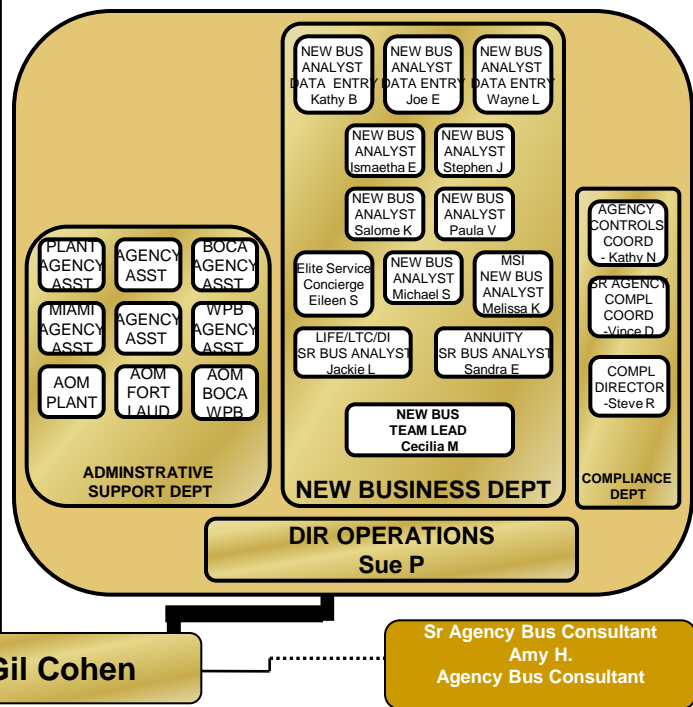 NEW BUS
ANALYST
DATA ENTRY
Kathy B
NEW BUS
ANALYST
DATA ENTRY
Joe E
NEW BUS
ANALYST
DATA ENTRY
Wayne L
NEW BUS
ANALYST
Ismaetha E
NEW BUS
ANALYST
Stephen J
NEW BUS
ANALYST
Salome K
NEW BUS
ANALYST
Paula V
Elite Service
Concierge
Eileen S
NEW BUS
ANALYST
Michael S
MSI
NEW BUS
ANALYST
Melissa K
LIFE/LTC/DI
SR BUS ANALYST
Jackie L
ANNUITY
SR BUS ANALYST
Sandra E
NEW BUS
TEAM LEAD
Cecilia M
NEW BUSINESS DEPT
PLANT
AGENCY
ASST
AGENCY
ASST
BOCA
AGENCY
ASST
MIAMI
AGENCY
ASST
AGENCY
ASST
WPB
AGENCY
ASST
AOM
PLANT
AOM
FORT
LAUD
AOM
BOCA
WPB
ADMINSTRATIVE
SUPPORT DEPT
AGENCY
CONTROLS
COORD
- Kathy N
SR AGENCY
COMPL
COORD
-Vince D
COMPL
DIRECTOR
-Steve R
COMPLIANCE
DEPT
DIR OPERATIONS
Sue P
Gil Cohen
Sr Agency Bus Consultant
Amy H.
Agency Bus Consultant